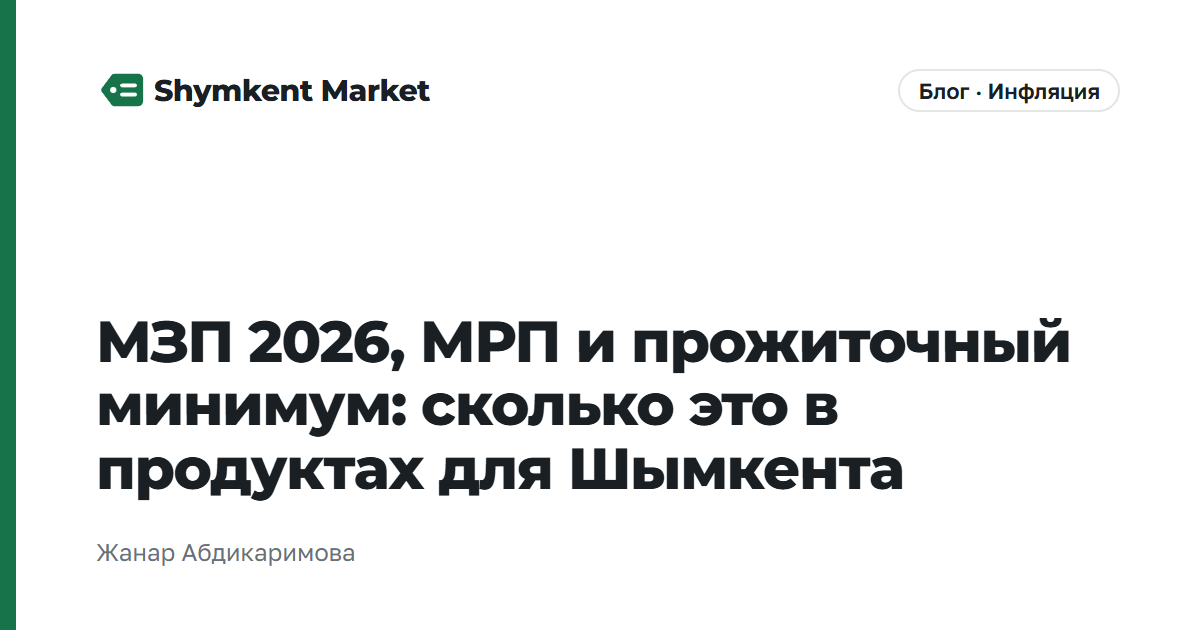 Shymkent Market
Блог · Инфляция
МЗП 2026, МРП и прожиточный
минимум: сколько это в
продуктах для Шымкента
Жанар Абдикаримова